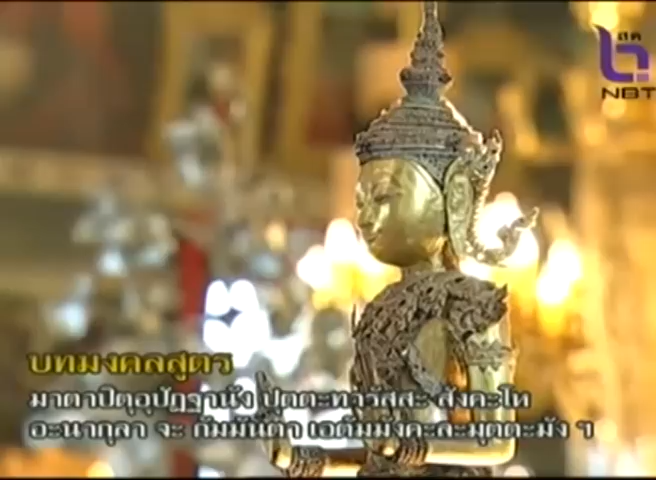 สด
NBT
บทมงคลสูตร
มาตาปิตุอุปัฏฐานัง ปุตตะทาวัสสะ สังคะโห
อะนากุลา จะ กัมมันตา เอตัมมังคะละมุตตะมัง ฯ